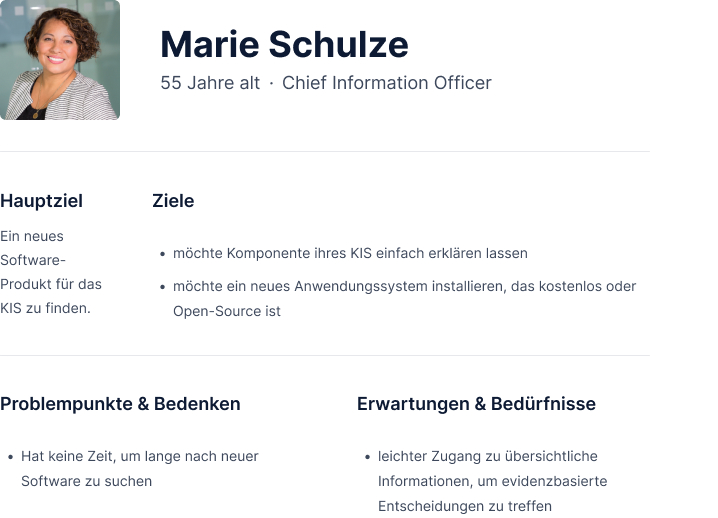 Marie Schulze
55 Jahre alt · Chief Information Officer
Hauptziel
Ein neues
Software-
Produkt für das
KIS zu finden.
Ziele
• möchte Komponente ihres KIS einfach erklären lassen
• möchte ein neues Anwendungssystem installieren, das kostenlos oder
Open-Source ist
Problempunkte & Bedenken
• Hat keine Zeit, um lange nach neuer
Software zu suchen
Erwartungen & Bedürfnisse
• leichter Zugang zu übersichtliche
Informationen, um evidenzbasierte
Entscheidungen zu treffen